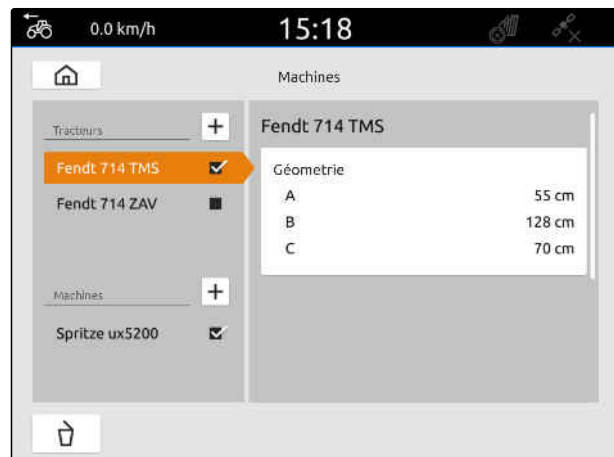 0.0 km/h
15:18
Machines
Tracteurs
Fendt 714 TMS
Fendt 714 ZAV
Machines
Spritze ux5200
Fendt 714 TMS
Géometrie
A 55 cm
B 128 cm
C 70 cm